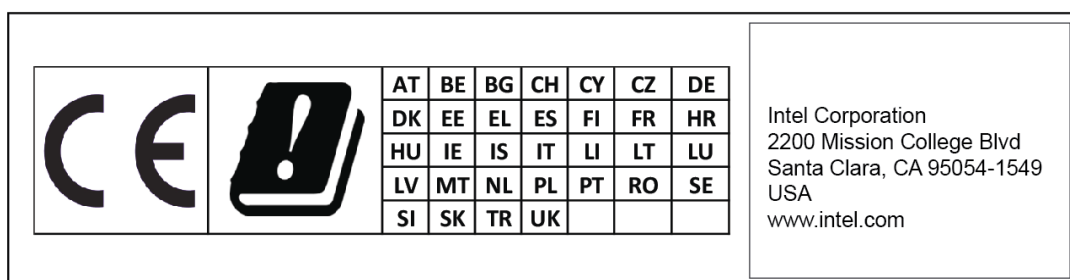 CE
!
AT BE BG CH CY CZ DE
DK EE EL ES FI FR HR
HU IE IS IT LI LT LU
LV MT NL PL PT RO SE
SI SK TR UK
Intel Corporation
2200 Mission College Blvd
Santa Clara, CA 95054-1549
USA
www.intel.com